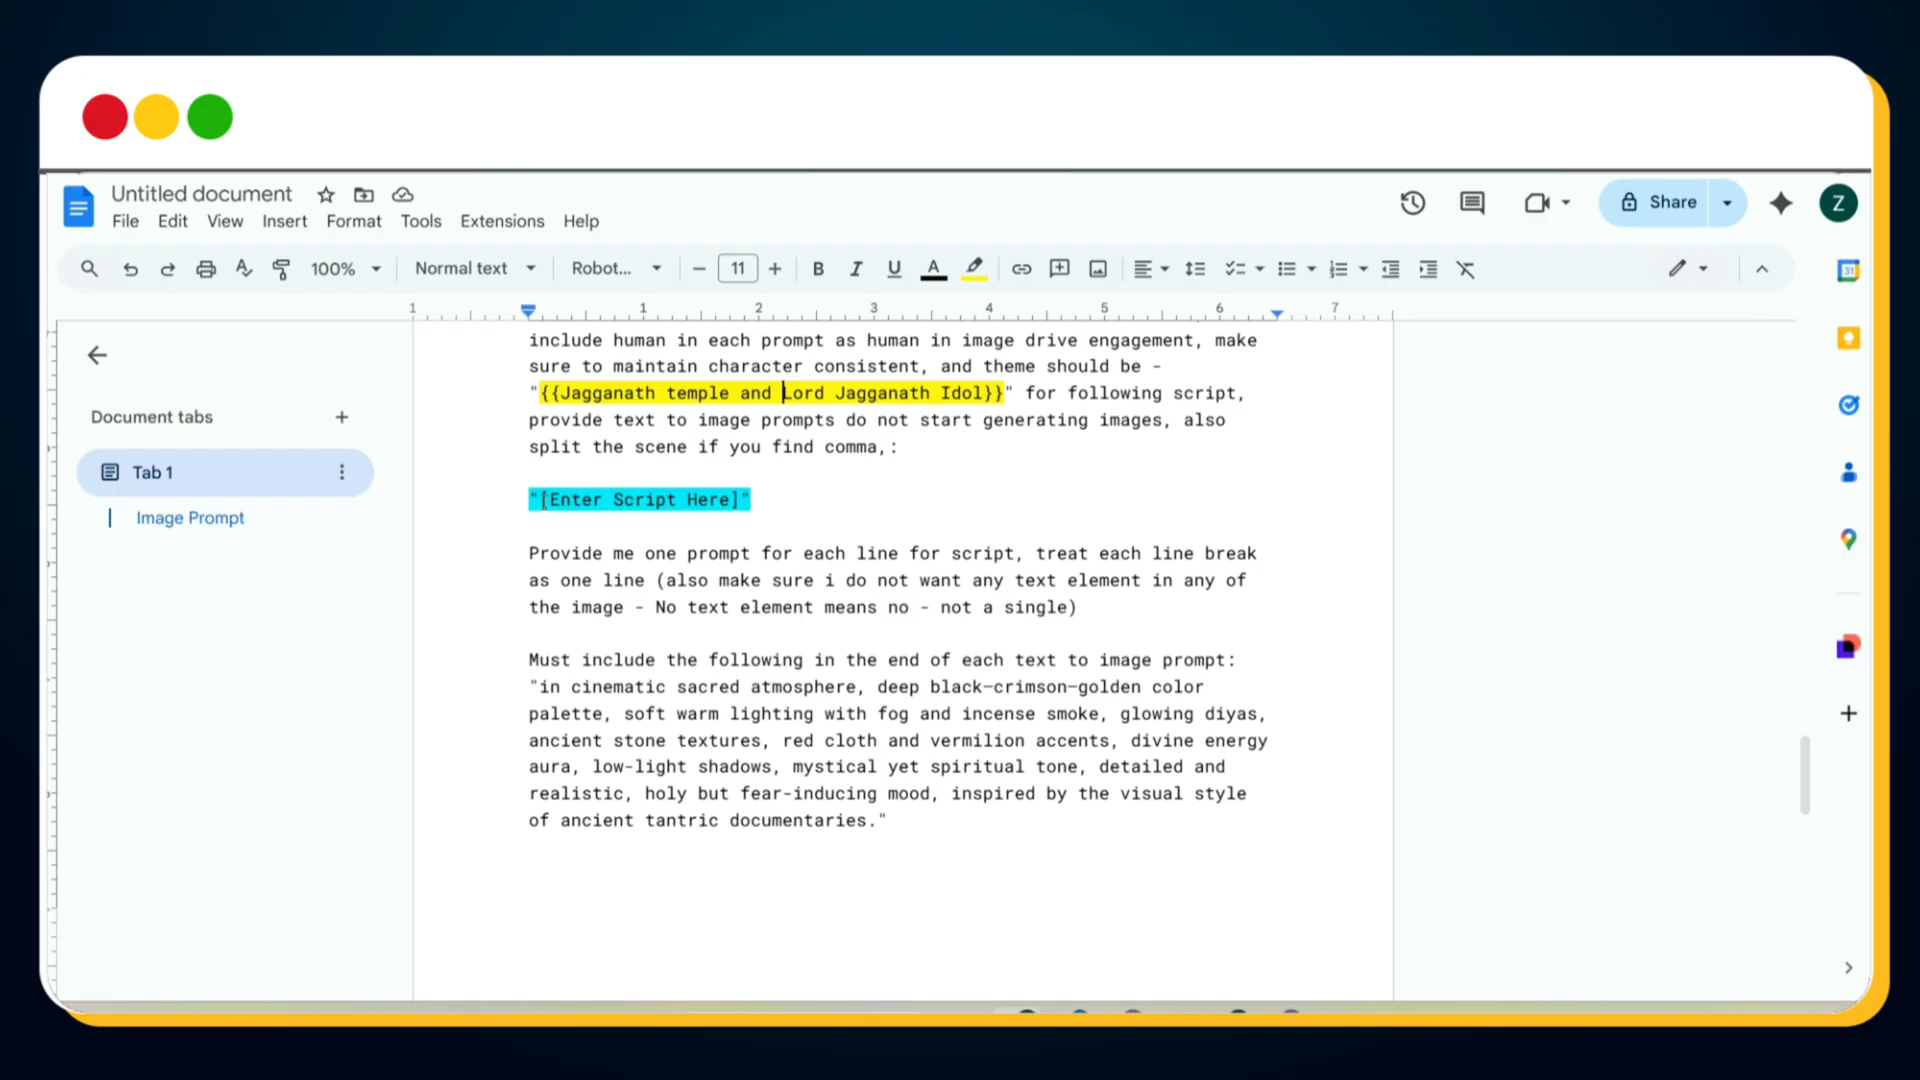 Untitled document
File Edit View Insert Format Tools Extensions Help
Share
Z
100% Normal text Robot... 11
31
1 1 2 3 4 5 6 7
Document tabs
Tab 1
Image Prompt
include human in each prompt as human in image drive engagement, make
sure to maintain character consistent, and theme should be -
"{{Jagganath temple and Lord Jagganath Idol}}" for following script,
provide text to image prompts do not start generating images, also
split the scene if you find comma,:
"[Enter Script Here]"
Provide me one prompt for each line for script, treat each line break
as one line (also make sure i do not want any text element in any of
the image - No text element means no - not a single)
Must include the following in the end of each text to image prompt:
"in cinematic sacred atmosphere, deep black–crimson–golden color
palette, soft warm lighting with fog and incense smoke, glowing diyas,
ancient stone textures, red cloth and vermilion accents, divine energy
aura, low-light shadows, mystical yet spiritual tone, detailed and
realistic, holy but fear-inducing mood, inspired by the visual style
of ancient tantric documentaries."